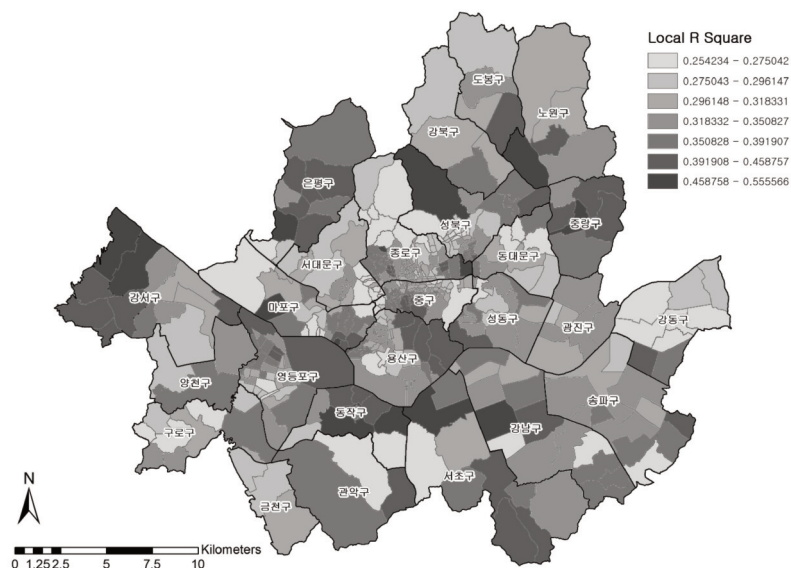 Local R Square
0.254234 - 0.275042
0.275043 - 0.296147
0.296148 - 0.318331
0.318332 - 0.350827
0.350828 - 0.391907
0.391908 - 0.458757
0.458758 - 0.555566
도봉구
노원구
강북구
은평구
성북구
중랑구
종로구
동대문구
서대문구
강서구
마포구
중구
성동구
광진구
강동구
용산구
영등포구
양천구
동작구
송파구
강남구
구로구
서초구
관악구
금천구
N
Kilometers
0 1.25 2.5 5 7.5 10